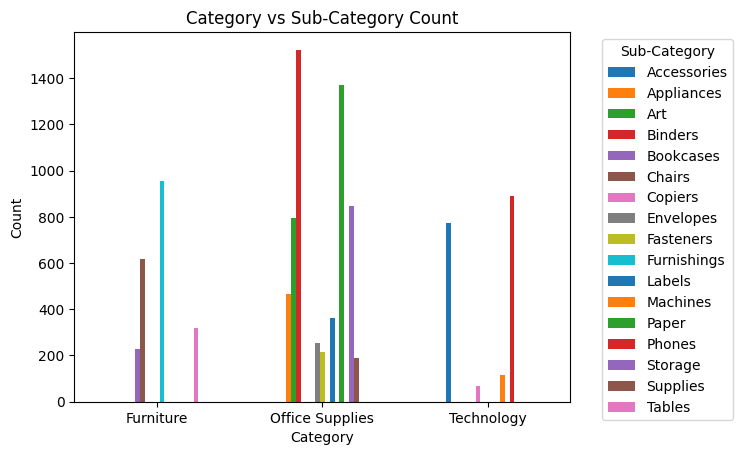 Category vs Sub-Category Count
Count
1400
1200
1000
800
600
400
200
0
Furniture
Office Supplies
Technology
Category
Sub-Category
Accessories
Appliances
Art
Binders
Bookcases
Chairs
Copiers
Envelopes
Fasteners
Furnishings
Labels
Machines
Paper
Phones
Storage
Supplies
Tables